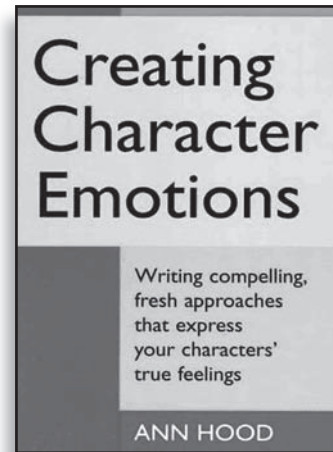 Creating
Character
Emotions
Writing compelling,
fresh approaches
that express
your characters'
true feelings
ANN HOOD